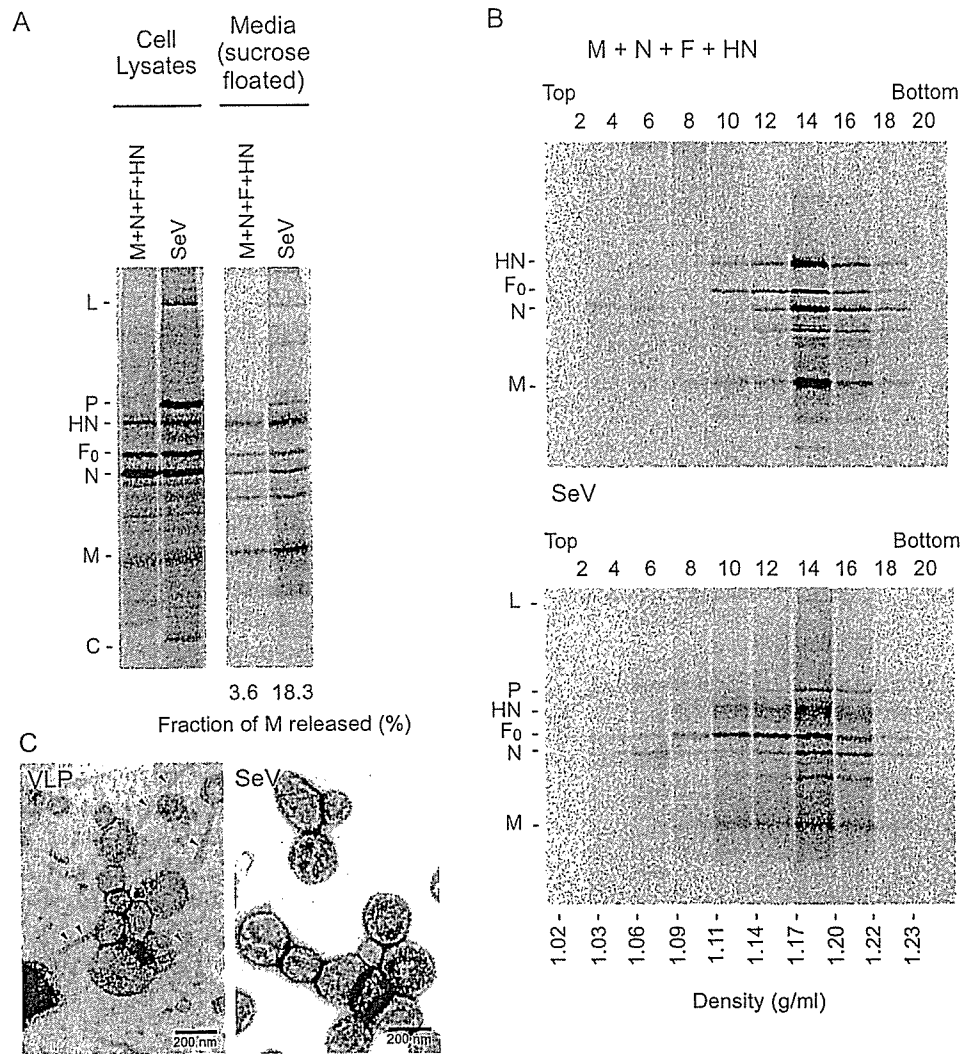 A
Cell
Lysates
Media
(sucrose
floated)
M+N+F+HN
SeV
M+N+F+HN
SeV
L -
P -
HN -
F0 -
N -
M -
C -
3.6 18.3
Fraction of M released (%)
B
M + N + F + HN
Top Bottom
2 4 6 8 10 12 14 16 18 20
HN-
F0-
N-
M-
SeV
Top Bottom
2 4 6 8 10 12 14 16 18 20
L -
P -
HN -
F0 -
N -
M -
1.02 -
1.03 -
1.06 -
1.09 -
1.11 -
1.14 -
1.17 -
1.20 -
1.22 -
1.23 -
Density (g/ml)
C
VLP
200 nm
SeV
200 nm